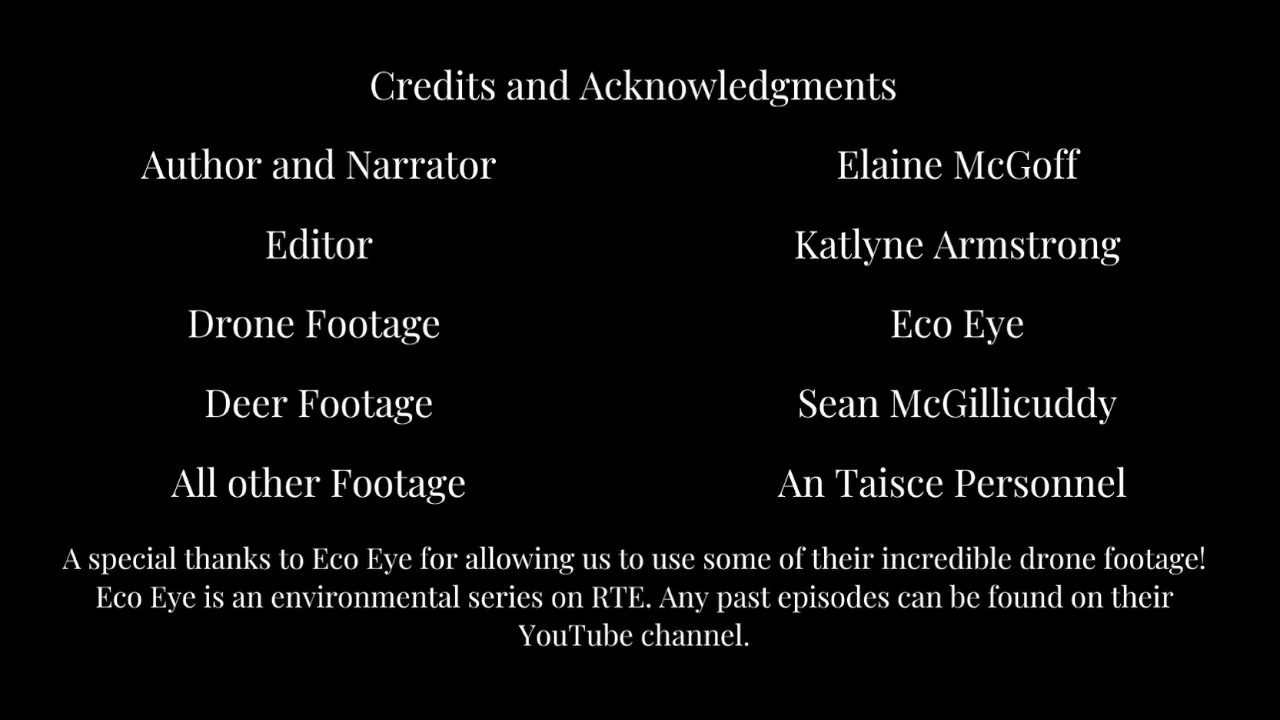 Credits and Acknowledgments
Author and Narrator Elaine McGoff
Editor Katlyne Armstrong
Drone Footage Eco Eye
Deer Footage Sean McGillicuddy
All other Footage An Taisce Personnel
A special thanks to Eco Eye for allowing us to use some of their incredible drone footage!
Eco Eye is an environmental series on RTE. Any past episodes can be found on their
YouTube channel.